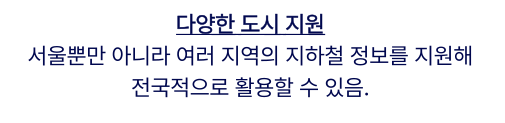 다양한 도시 지원
서울뿐만 아니라 여러 지역의 지하철 정보를 지원해
전국적으로 활용할 수 있음.